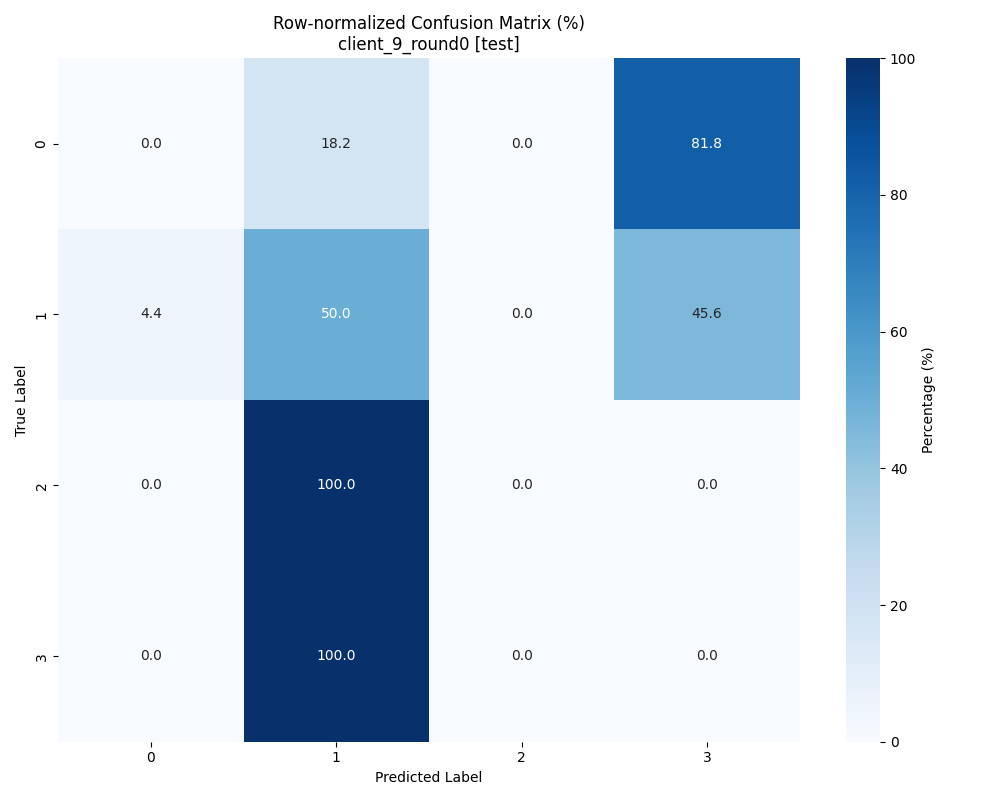 Row-normalized Confusion Matrix (%)
client_9_round0 [test]
0 0.0 18.2 0.0 81.8
1 4.4 50.0 0.0 45.6
2 0.0 100.0 0.0 0.0
3 0.0 100.0 0.0 0.0
0 1 2 3
Predicted Label
True Label
100
80
60
40
20
0
Percentage (%)